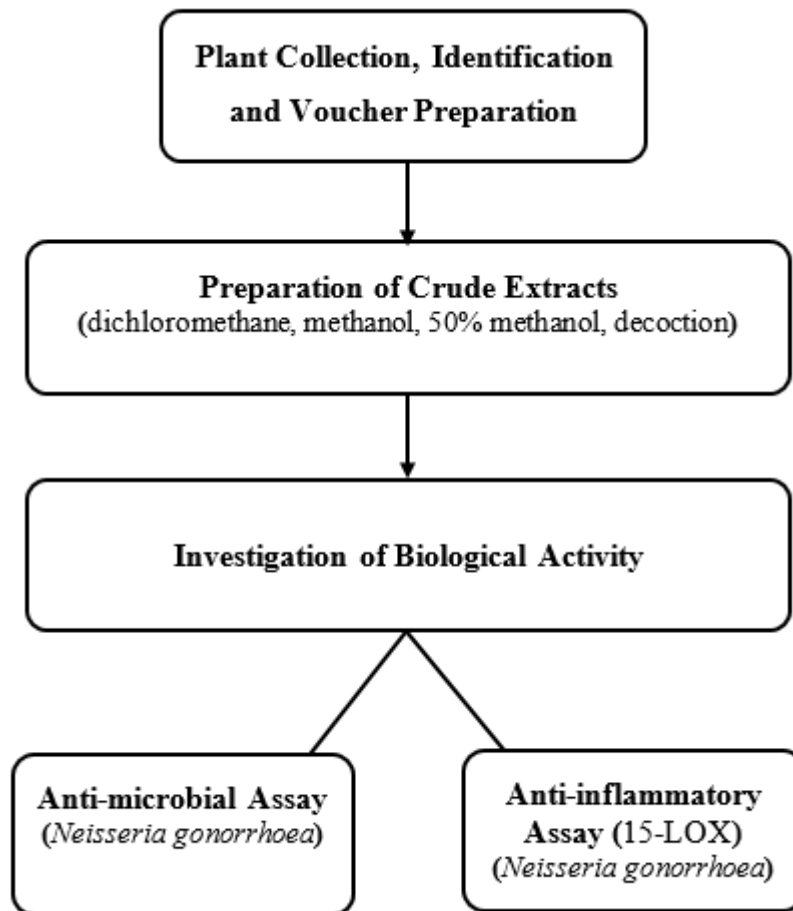 Plant Collection, Identification
and Voucher Preparation
Preparation of Crude Extracts
(dichloromethane, methanol, 50% methanol, decoction)
Investigation of Biological Activity
Anti-microbial Assay
(Neisseria gonorrhoea)
Anti-inflammatory
Assay (15-LOX)
(Neisseria gonorrhoea)